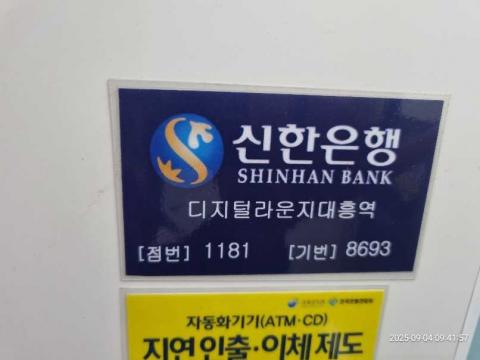 신한은행
SHINHAN BANK
디지털라운지대흥역
[점번] 1181 [기번] 8693
자동화기기(ATM·CD)
지연인출·이체제도
2025-09-04 09:41:57